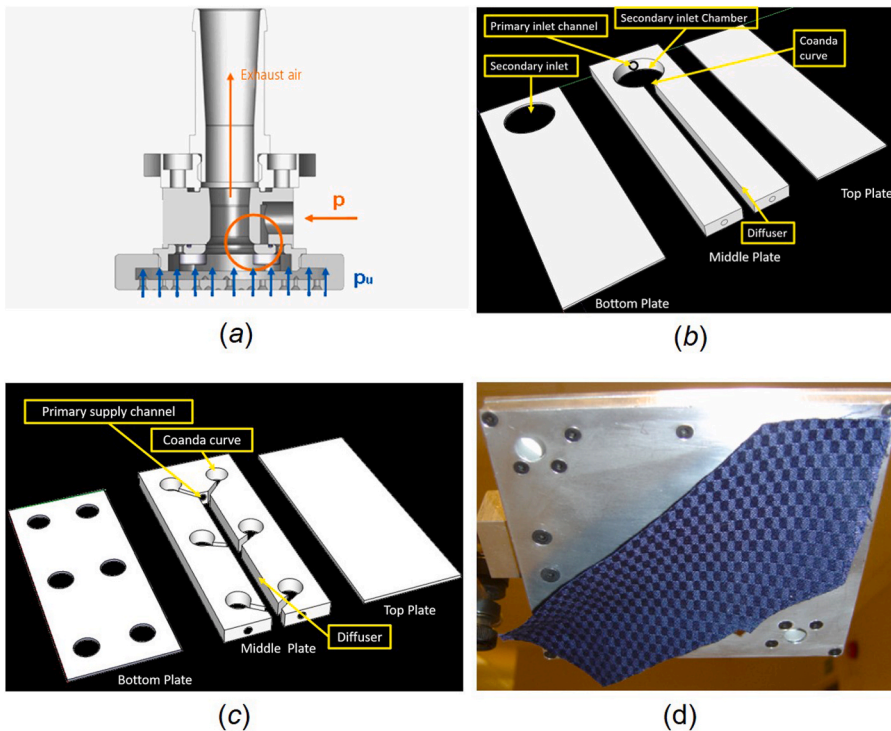 Exhaust air
p
pu
(a)
Primary inlet channel
Secondary inlet Chamber
Secondary inlet
Coanda
curve
Top Plate
Diffuser
Middle Plate
Bottom Plate
(b)
Primary supply channel
Coanda curve
Top Plate
Diffuser
Middle Plate
Bottom Plate
(c)
(d)